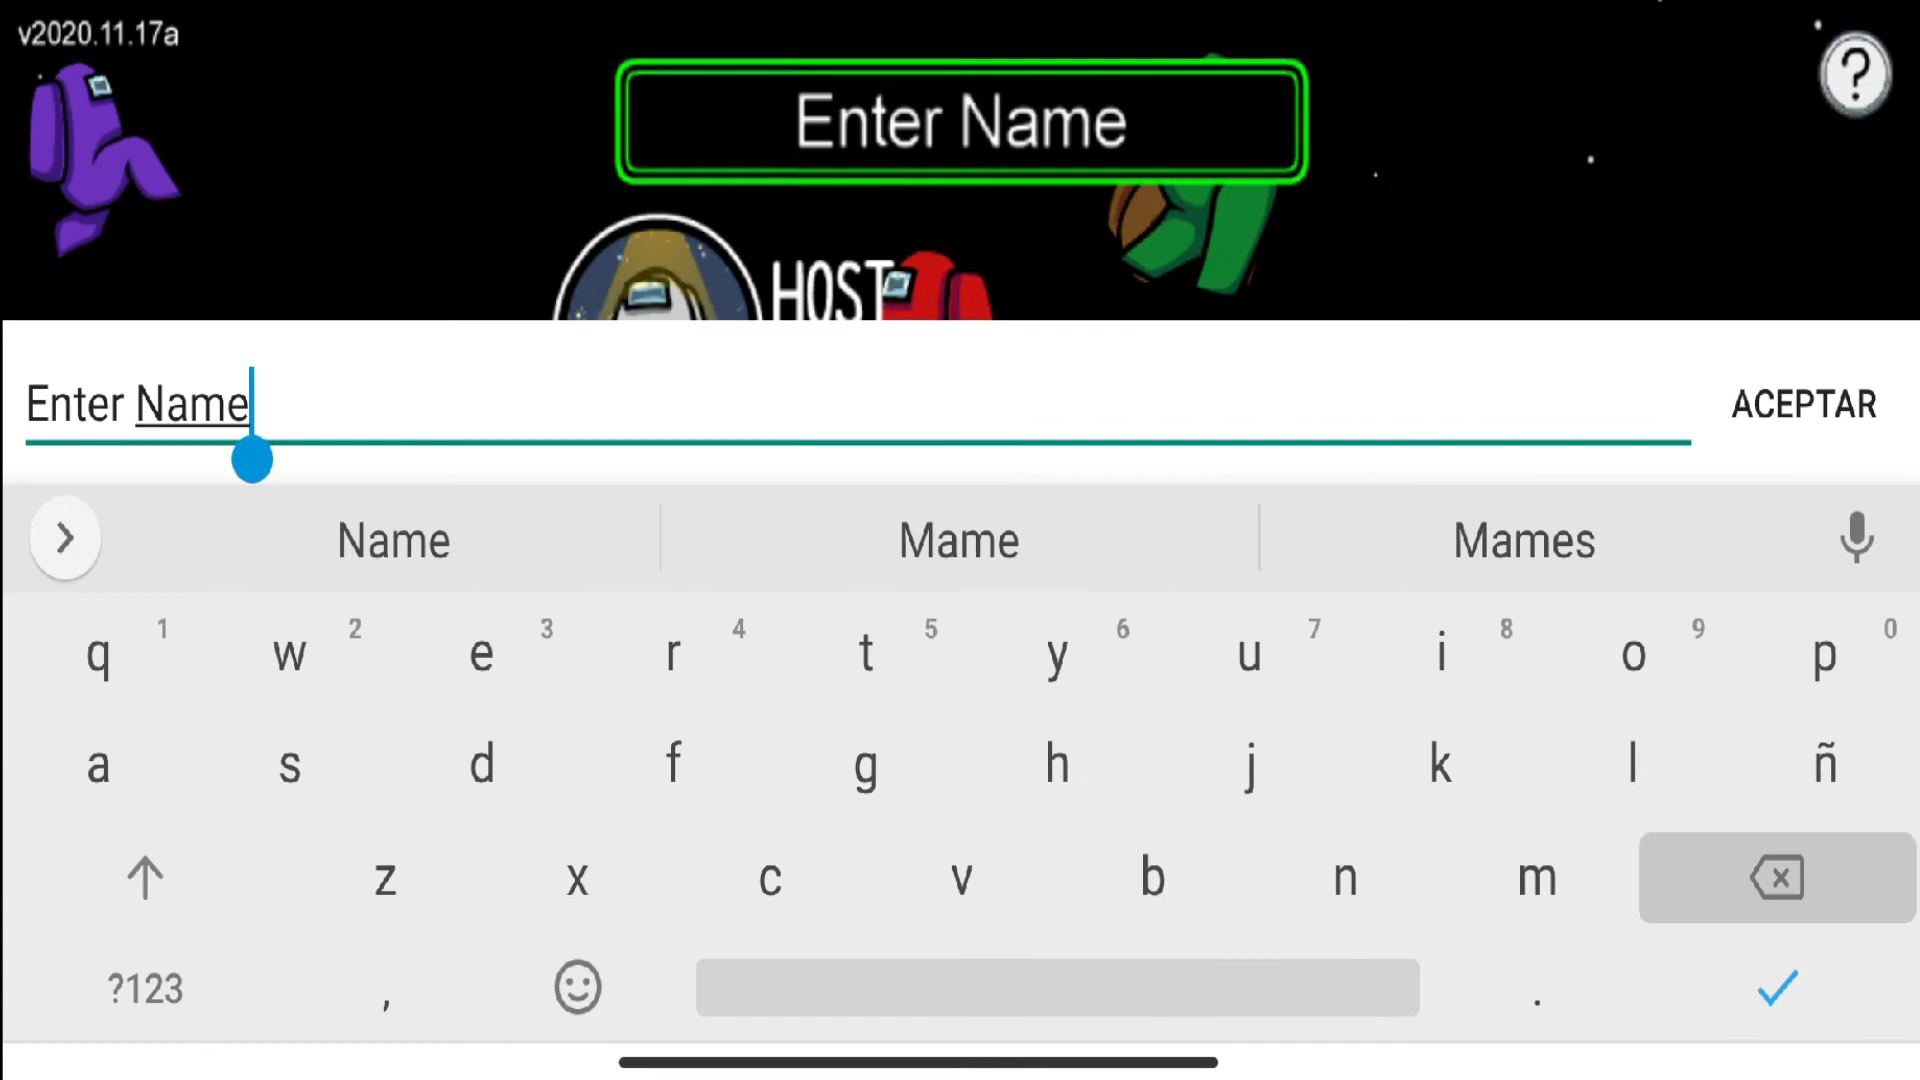 v2020.11.17a
?
Enter Name
HOST
Enter Name
ACEPTAR
Name Mame Mames
q 1 w 2 e 3 r 4 t 5 y 6 u 7 i 8 o 9 p 0
a s d f g h j k l ñ
z x c v b n m
?123 , .